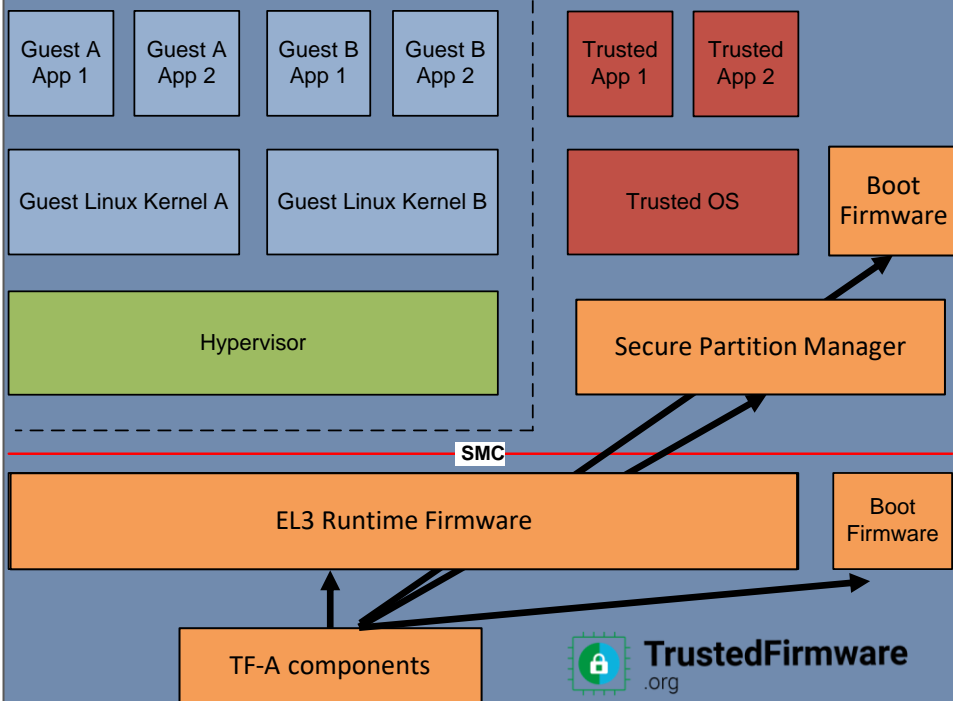 Guest A
App 1
Guest A
App 2
Guest B
App 1
Guest B
App 2
Trusted
App 1
Trusted
App 2
Guest Linux Kernel A
Guest Linux Kernel B
Trusted OS
Boot
Firmware
Hypervisor
Secure Partition Manager
SMC
EL3 Runtime Firmware
Boot
Firmware
TF-A components
TrustedFirmware
.org